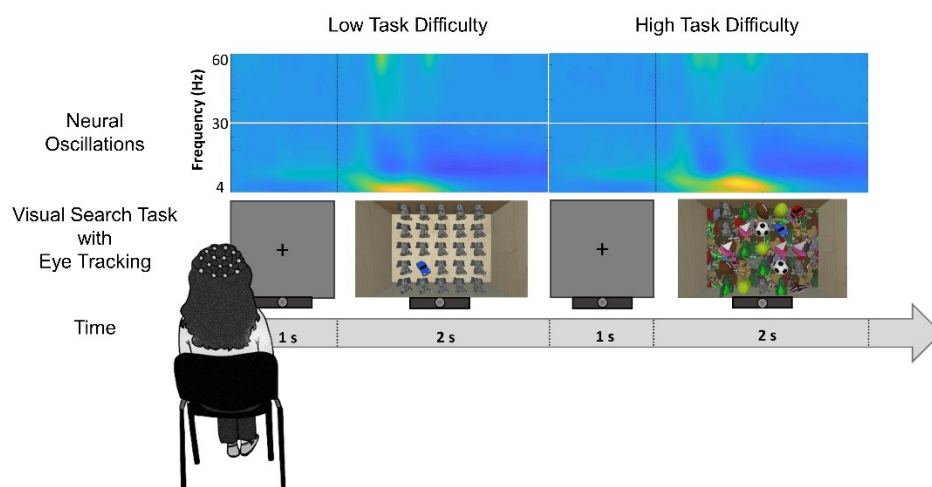 Low Task Difficulty
High Task Difficulty
Neural
Oscillations
Frequency (Hz)
60
30
4
Visual Search Task
with
Eye Tracking
Time
1 s
2 s
1 s
2 s